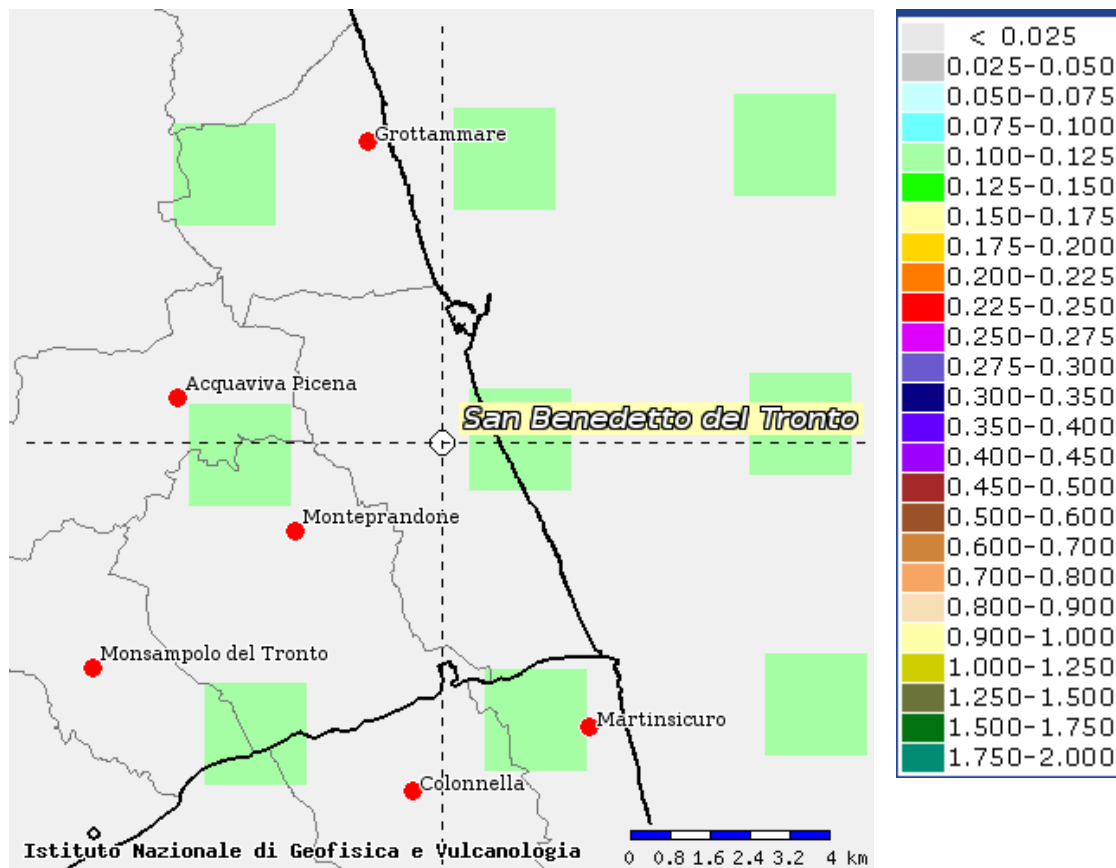 Grottammare
Acquaviva Picena
San Benedetto del Tronto
Monteprandone
Monsampolo del Tronto
Martinsicuro
Colonnella
Istituto Nazionale di Geofisica e Vulcanologia
0 0.8 1.6 2.4 3.2 4 km
< 0.025
0.025-0.050
0.050-0.075
0.075-0.100
0.100-0.125
0.125-0.150
0.150-0.175
0.175-0.200
0.200-0.225
0.225-0.250
0.250-0.275
0.275-0.300
0.300-0.350
0.350-0.400
0.400-0.450
0.450-0.500
0.500-0.600
0.600-0.700
0.700-0.800
0.800-0.900
0.900-1.000
1.000-1.250
1.250-1.500
1.500-1.750
1.750-2.000